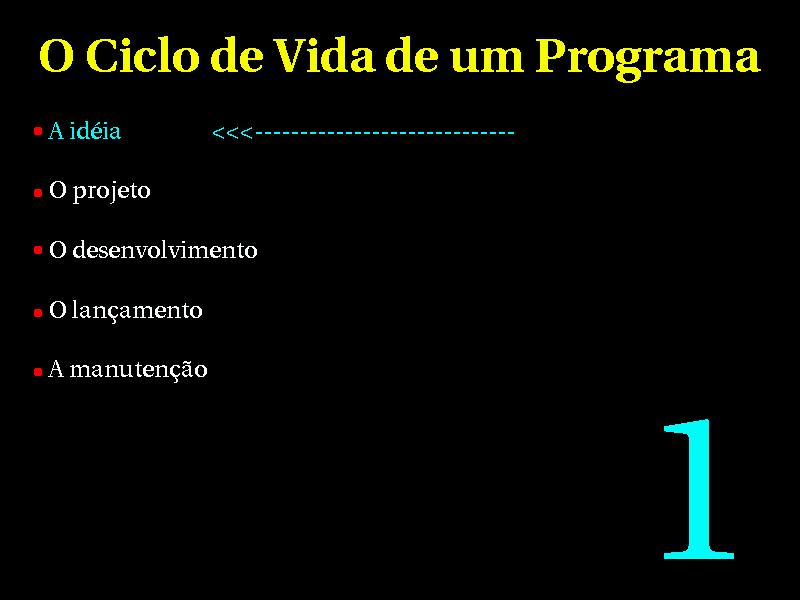 O Ciclo de Vida de um Programa
• A idéia <<<-----------------------------
• O projeto
• O desenvolvimento
• O lançamento
• A manutenção
1